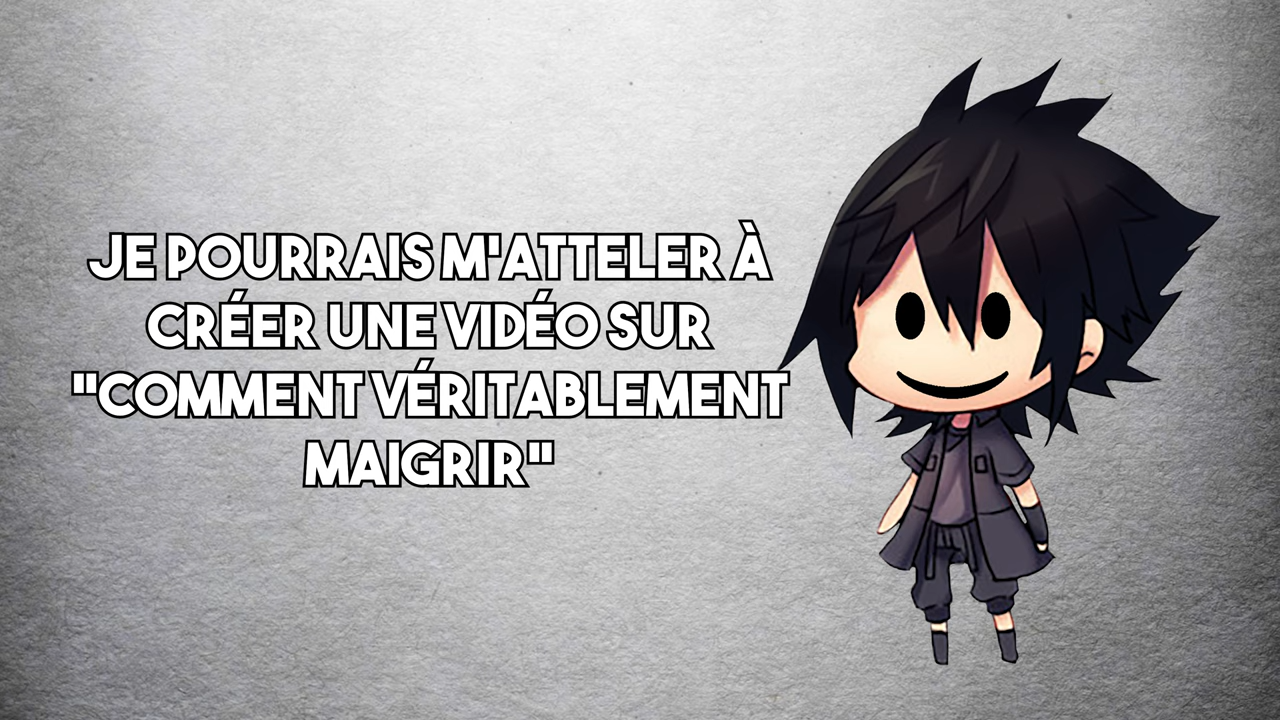 JE POURRAIS M'ATTELER À
CRÉER UNE VIDÉO SUR
"COMMENT VÉRITABLEMENT
MAIGRIR"